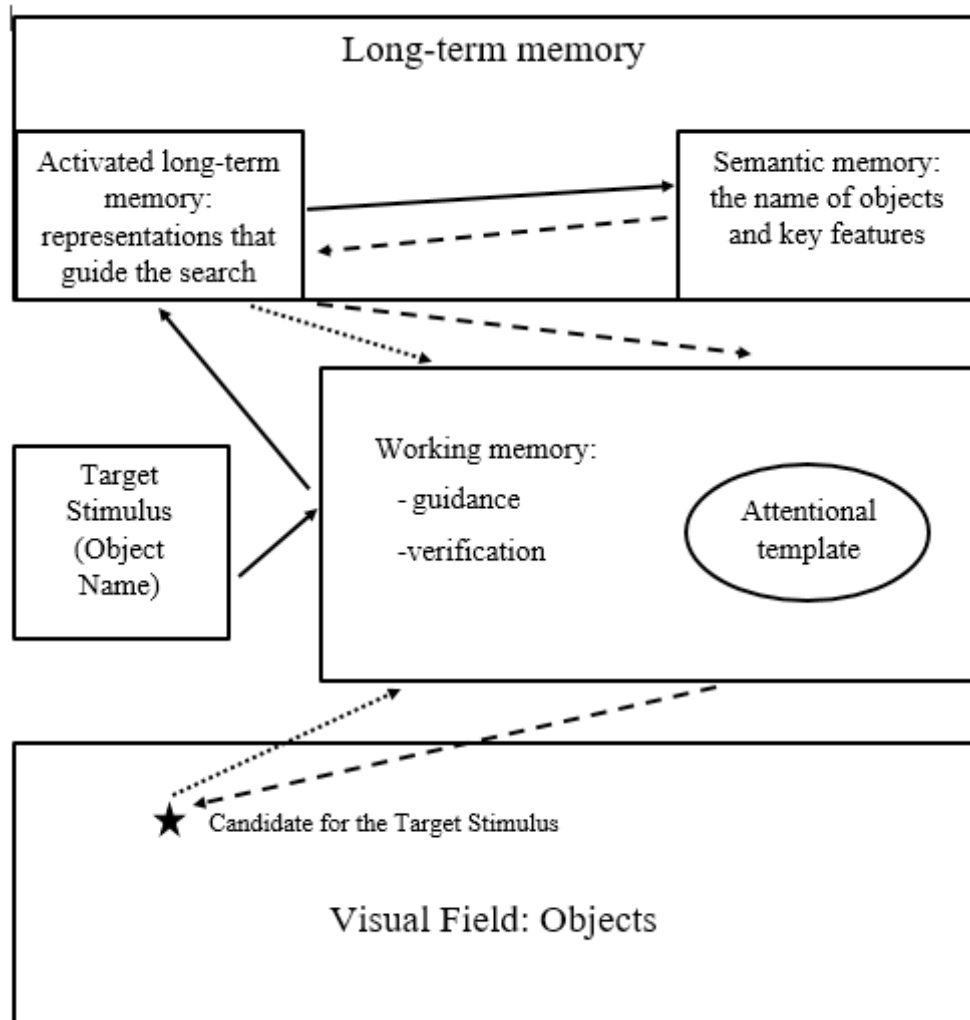 Long-term memory
Activated long-term
memory:
representations that
guide the search
Semantic memory:
the name of objects
and key features
Target
Stimulus
(Object
Name)
Working memory:
- guidance
-verification
Attentional
template
Candidate for the Target Stimulus
Visual Field: Objects